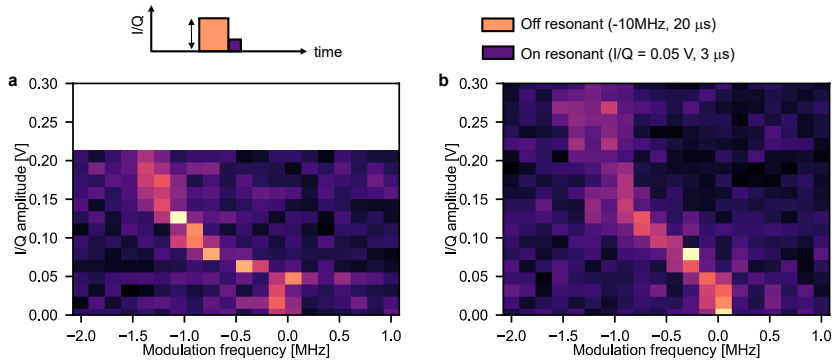 I/Q
time
Off resonant (-10MHz, 20 μs)
On resonant (I/Q = 0.05 V, 3 μs)
a
b
I/Q amplitude [V]
0.30
0.25
0.20
0.15
0.10
0.05
0.00
−2.0 −1.5 −1.0 −0.5 0.0 0.5 1.0
Modulation frequency [MHz]
I/Q amplitude [V]
0.30
0.25
0.20
0.15
0.10
0.05
0.00
−2.0 −1.5 −1.0 −0.5 0.0 0.5 1.0
Modulation frequency [MHz]